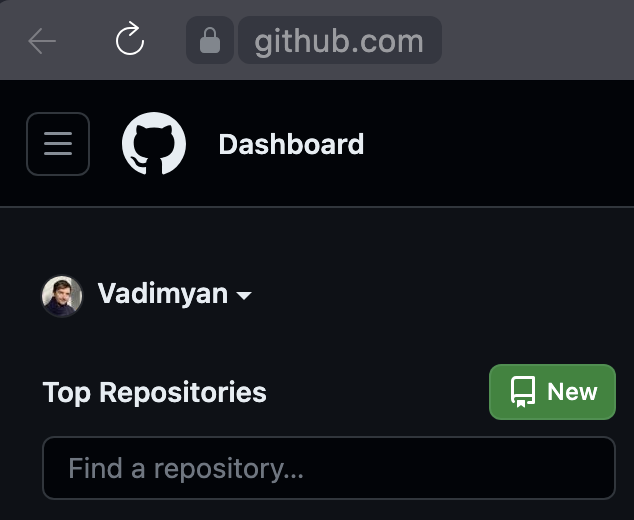 github.com
Dashboard
Vadimyan
Top Repositories
New
Find a repository...